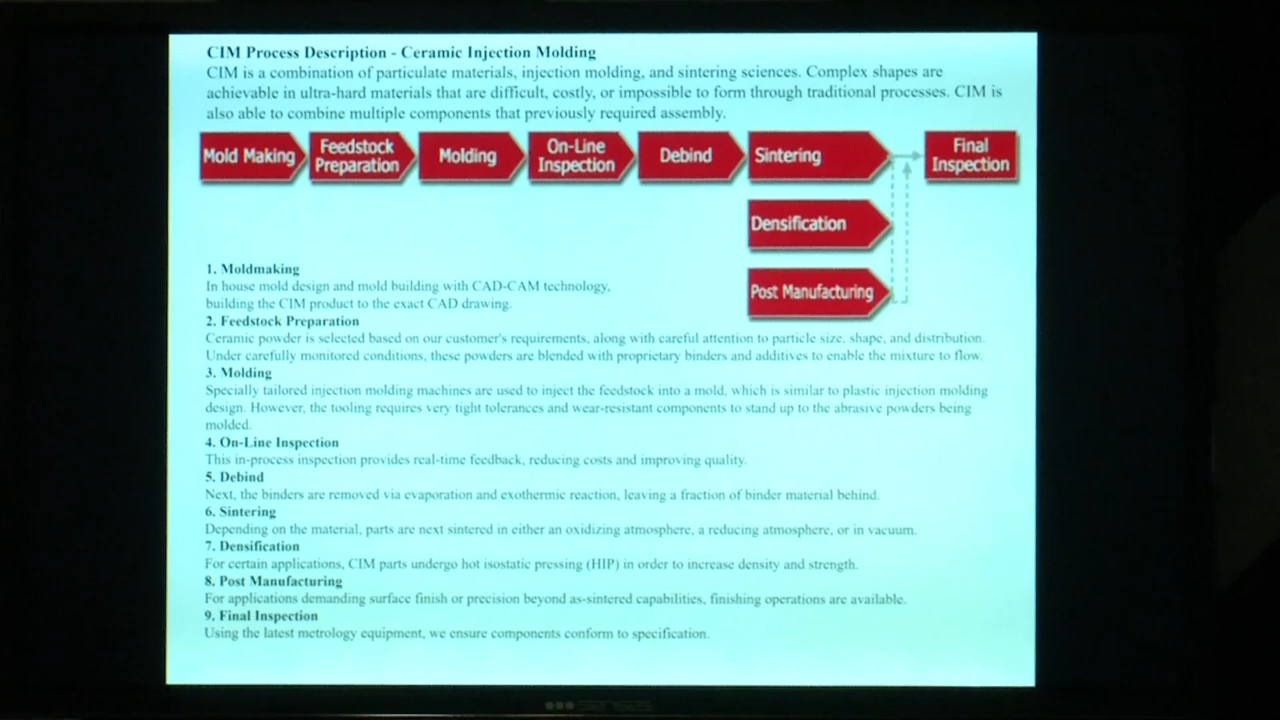 CIM Process Description - Ceramic Injection Molding
CIM is a combination of particulate materials, injection molding, and sintering sciences. Complex shapes are
achievable in ultra-hard materials that are difficult, costly, or impossible to form through traditional processes. CIM is
also able to combine multiple components that previously required assembly.
Mold Making
Feedstock
Preparation
Molding
On-Line
Inspection
Debind
Sintering
Final
Inspection
Densification
Post Manufacturing
1. Moldmaking
In house mold design and mold building with CAD-CAM technology,
building the CIM product to the exact CAD drawing.
2. Feedstock Preparation
Ceramic powder is selected based on our customer's requirements, along with careful attention to particle size, shape, and distribution.
Under carefully monitored conditions, these powders are blended with proprietary binders and additives to enable the mixture to flow.
3. Molding
Specially tailored injection molding machines are used to inject the feedstock into a mold, which is similar to plastic injection molding
design. However, the tooling requires very tight tolerances and wear-resistant components to stand up to the abrasive powders being
molded.
4. On-Line Inspection
This in-process inspection provides real-time feedback, reducing costs and improving quality.
5. Debind
Next, the binders are removed via evaporation and exothermic reaction, leaving a fraction of binder material behind.
6. Sintering
Depending on the material, parts are next sintered in either an oxidizing atmosphere, a reducing atmosphere, or in vacuum.
7. Densification
For certain applications, CIM parts undergo hot isostatic pressing (HIP) in order to increase density and strength.
8. Post Manufacturing
For applications demanding surface finish or precision beyond as-sintered capabilities, finishing operations are available.
9. Final Inspection
Using the latest metrology equipment, we ensure components conform to specification.